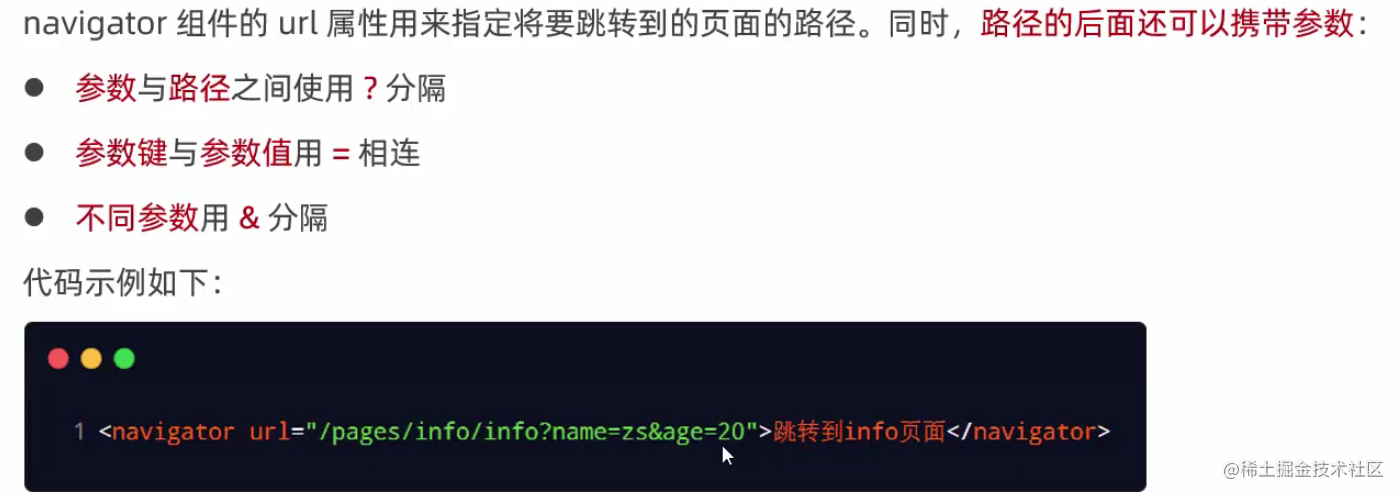 navigator 组件的 url 属性用来指定将要跳转到的页面的路径。同时，路径的后面还可以携带参数：
● 参数与路径之间使用 ? 分隔
● 参数键与参数值用 = 相连
● 不同参数用 & 分隔
代码示例如下：
1 <navigator url="/pages/info/info?name=zs&age=20">跳转到info页面</navigator>
@稀土掘金技术社区